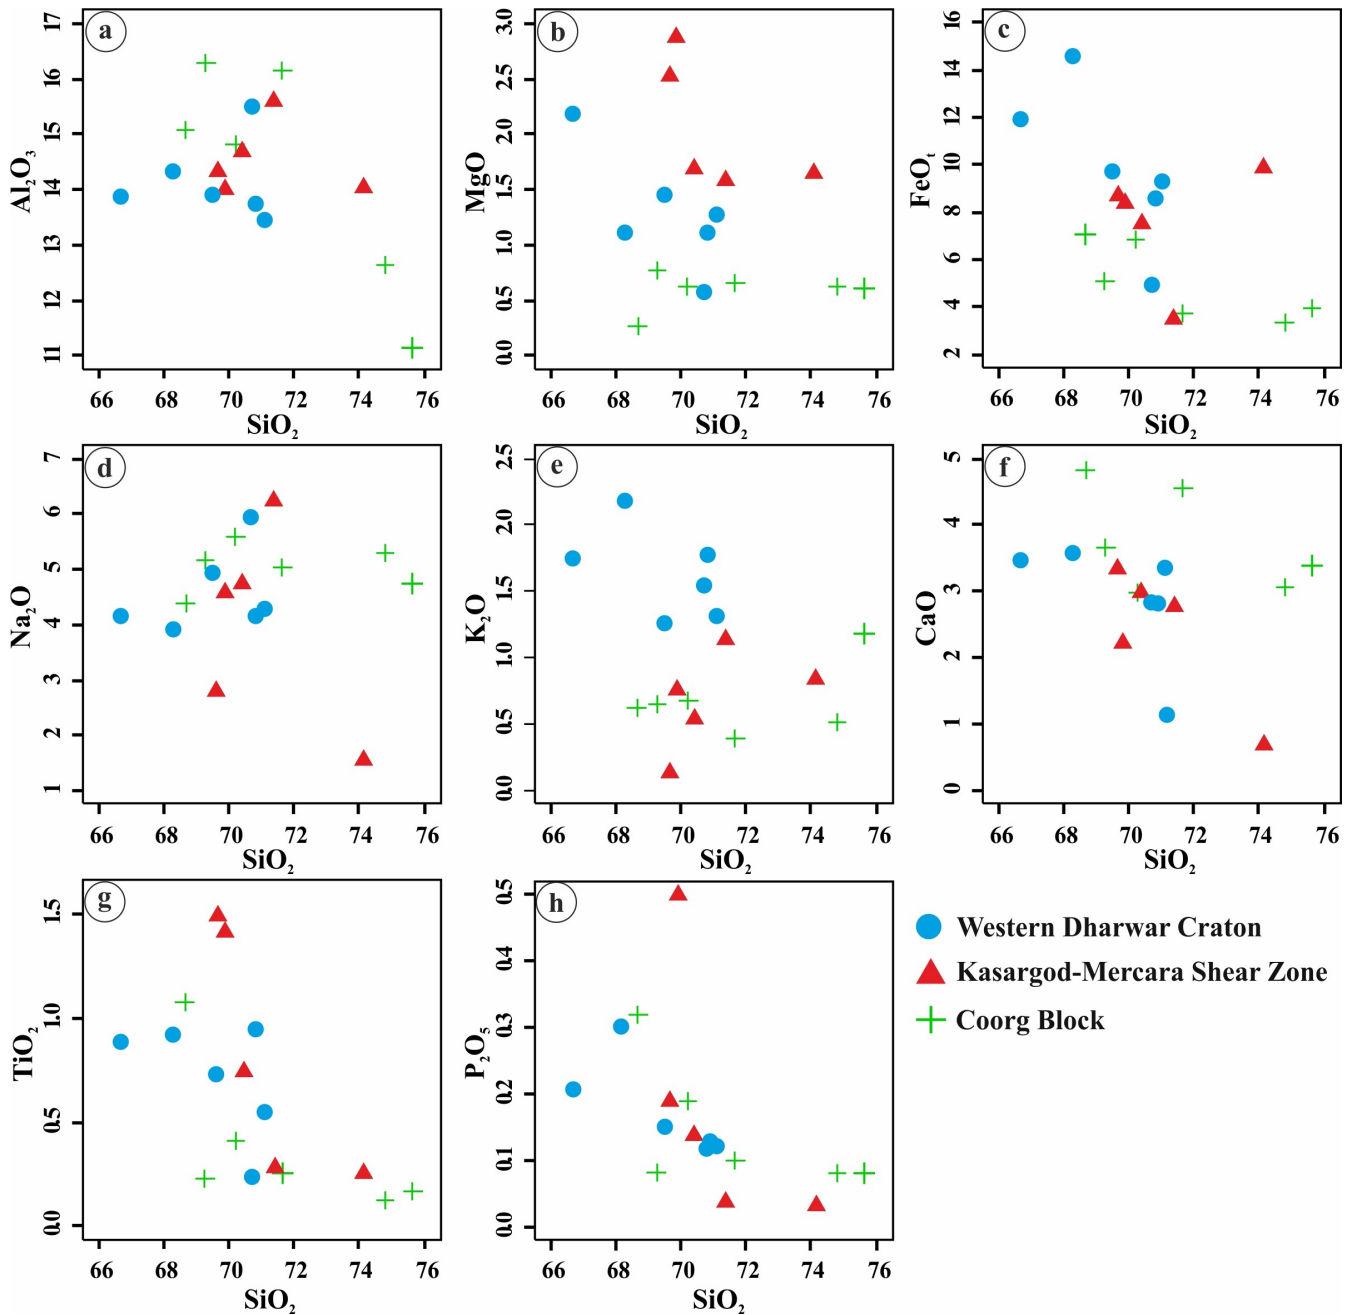 a
17
16
15
14
13
12
11
Al2O3
66 68 70 72 74 76
SiO2
b
3.0
2.5
2.0
1.5
1.0
0.5
0.0
MgO
66 68 70 72 74 76
SiO2
c
16
14
12
10
8
6
4
2
FeOt
66 68 70 72 74 76
SiO2
d
7
6
5
4
3
2
1
Na2O
66 68 70 72 74 76
SiO2
e
2.5
2.0
1.5
1.0
0.5
0.0
K2O
66 68 70 72 74 76
SiO2
f
5
4
3
2
1
0
CaO
66 68 70 72 74 76
SiO2
g
1.5
1.0
0.5
0.0
TiO2
66 68 70 72 74 76
SiO2
h
0.5
0.4
0.3
0.2
0.1
0.0
P2O5
66 68 70 72 74 76
SiO2
Western Dharwar Craton
Kasargod-Mercara Shear Zone
Coorg Block